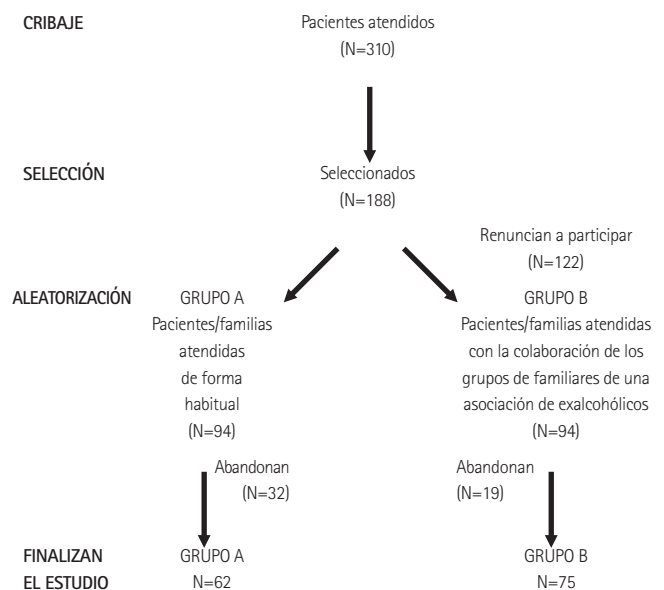 CRIBAJE
Pacientes atendidos
(N=310)
SELECCIÓN
Seleccionados
(N=188)
Renuncian a participar
(N=122)
ALEATORIZACIÓN
GRUPO A
Pacientes/familias
atendidas
de forma
habitual
(N=94)
GRUPO B
Pacientes/familias atendidas
con la colaboración de los
grupos de familiares de una
asociación de exalcohólicos
(N=94)
Abandonan
(N=32)
Abandonan
(N=19)
FINALIZAN
EL ESTUDIO
GRUPO A
N=62
GRUPO B
N=75